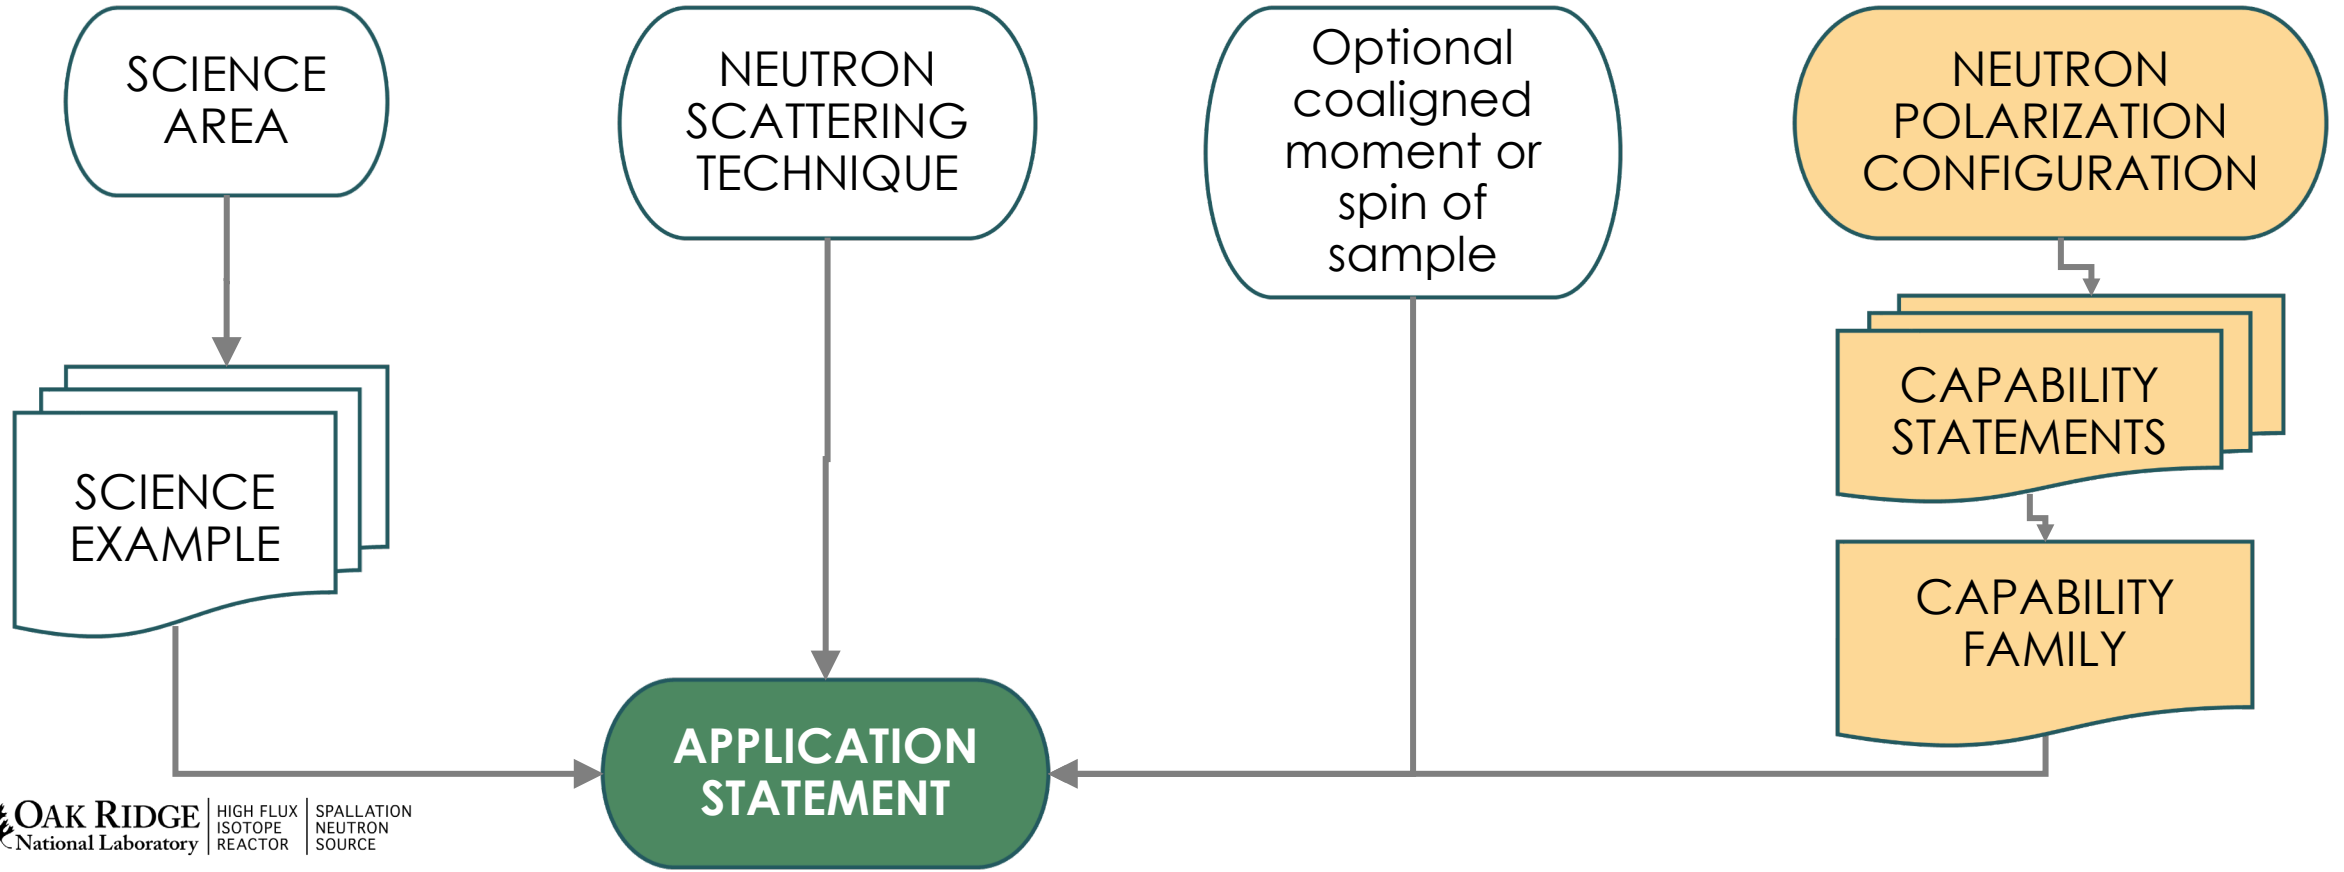 SCIENCE
AREA
NEUTRON
SCATTERING
TECHNIQUE
Optional
coaligned
moment or
spin of
sample
NEUTRON
POLARIZATION
CONFIGURATION
CAPABILITY
STATEMENTS
SCIENCE
EXAMPLE
CAPABILITY
FAMILY
APPLICATION
STATEMENT
OAK RIDGE
National Laboratory
HIGH FLUX
ISOTOPE
REACTOR
SPALLATION
NEUTRON
SOURCE